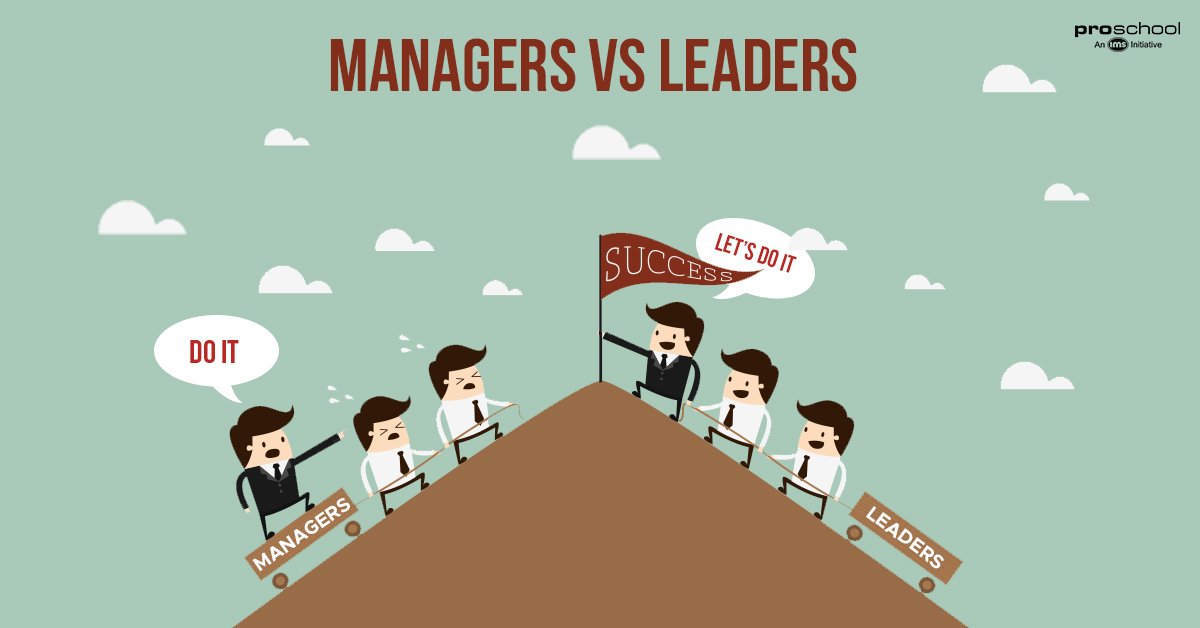 MANAGERS VS LEADERS
proschool
An ims Initiative
SUCCESS
LET'S DO IT
DO IT
MANAGERS
LEADERS